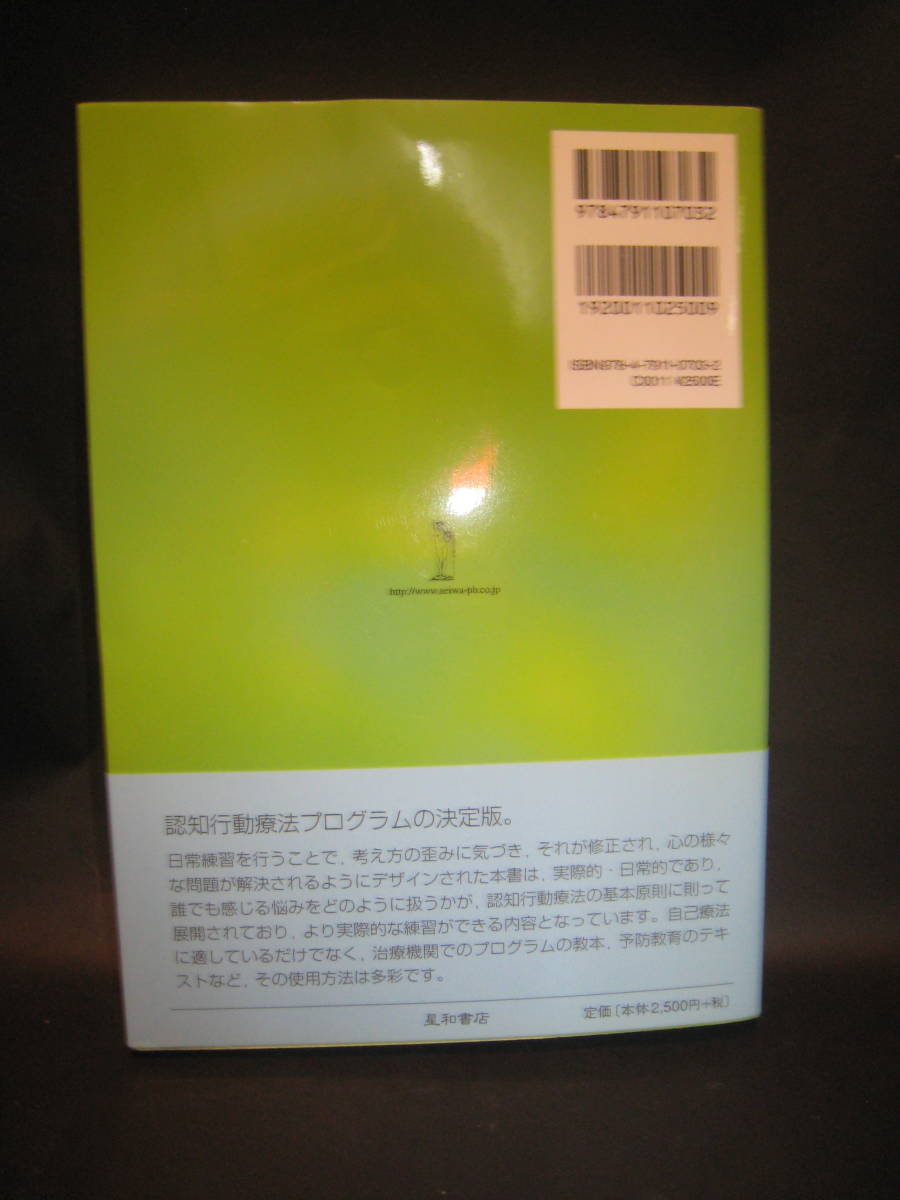 9784791107032
1920011025009
ISBN978-4-7911-0703-2
C0011 ¥2500E
http://www.seiwa-pb.co.jp
認知行動療法プログラムの決定版。
日常練習を行うことで，考え方の歪みに気づき，それが修正され，心の様々
な問題が解決されるようにデザインされた本書は，実際的・日常的であり，
誰でも感じる悩みをどのように扱うかが，認知行動療法の基本原則に則って
展開されており，より実際的な練習ができる内容となっています。自己療法
に適しているだけでなく，治療機関でのプログラムの教本，予防教育のテキ
ストなど，その使用方法は多彩です。
星和書店 定価〔本体2,500円+税〕